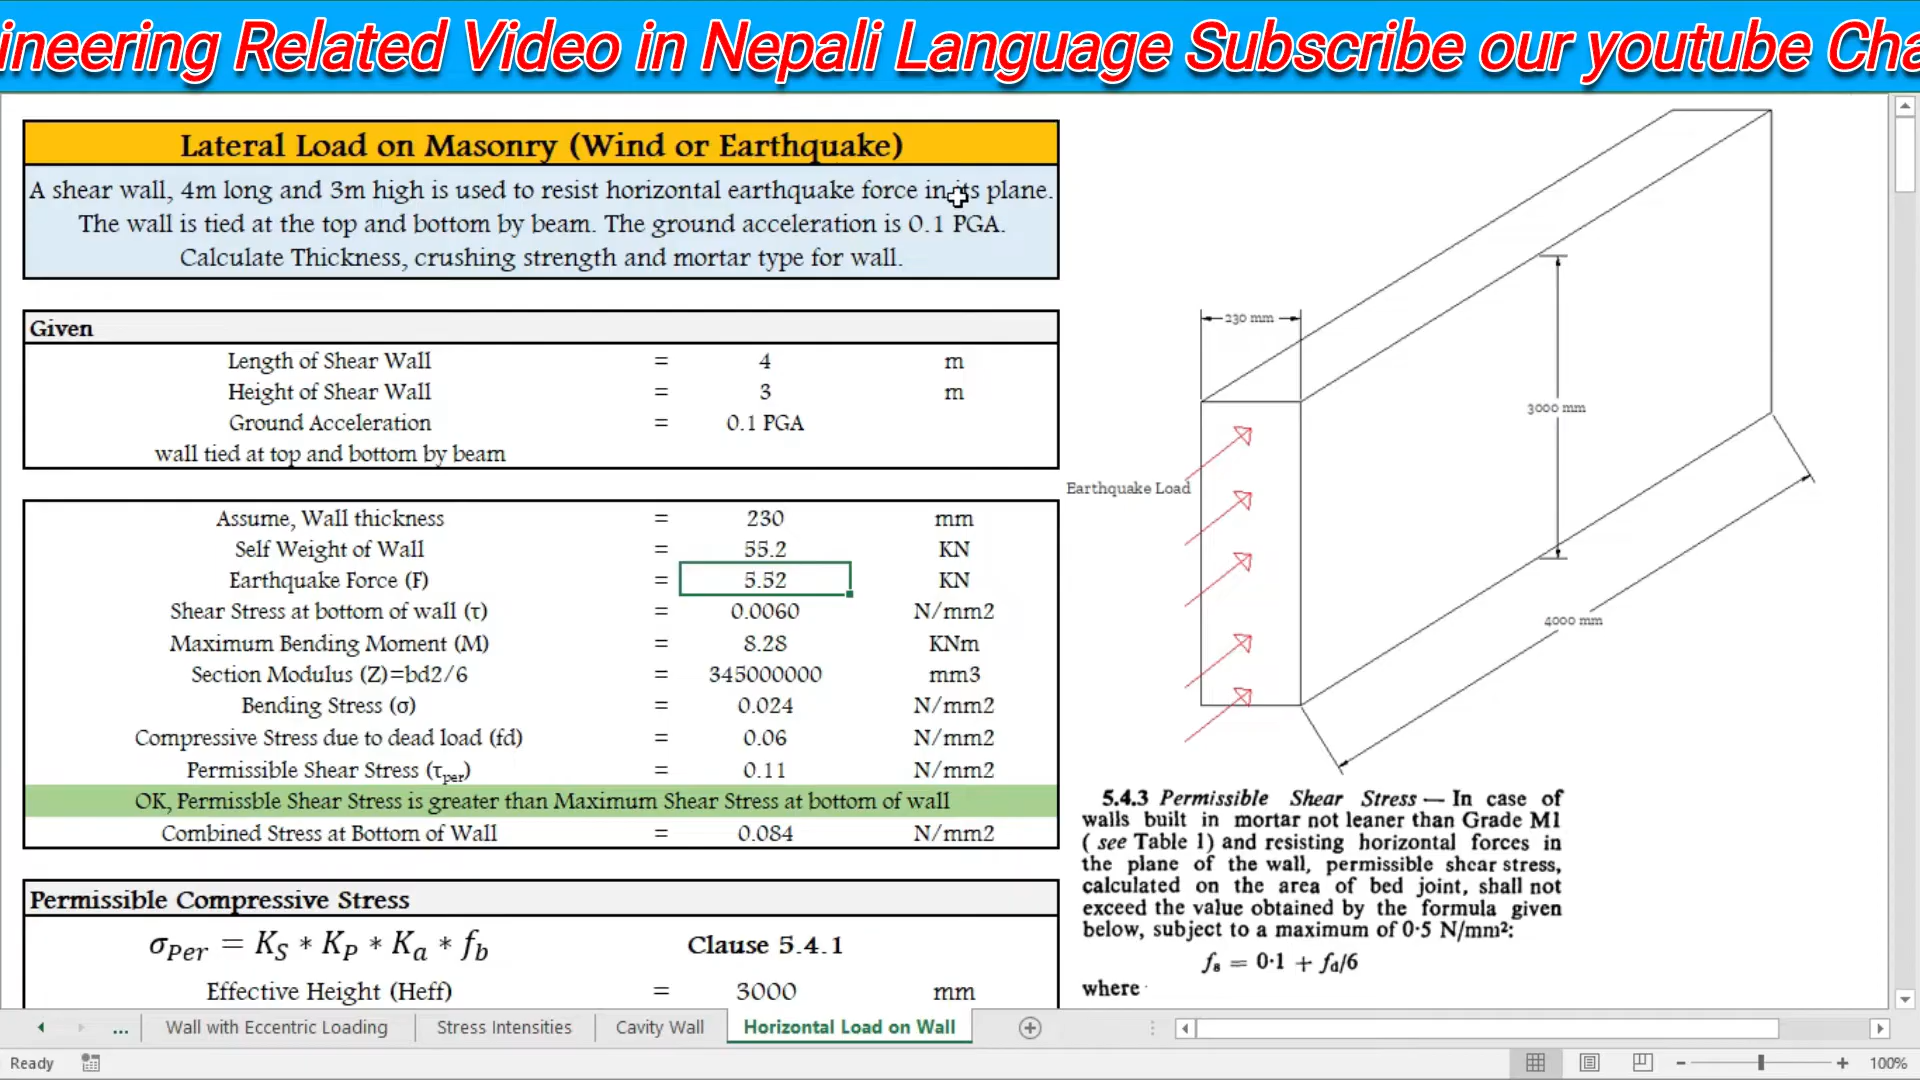 ineering Related Video in Nepali Language Subscribe our youtube Cha
Lateral Load on Masonry (Wind or Earthquake)
A shear wall, 4m long and 3m high is used to resist horizontal earthquake force in its plane.
The wall is tied at the top and bottom by beam. The ground acceleration is 0.1 PGA.
Calculate Thickness, crushing strength and mortar type for wall.
Given
Length of Shear Wall = 4 m
Height of Shear Wall = 3 m
Ground Acceleration = 0.1 PGA
wall tied at top and bottom by beam
Assume, Wall thickness = 230 mm
Self Weight of Wall = 55.2 KN
Earthquake Force (F) = 5.52 KN
Shear Stress at bottom of wall (τ) = 0.0060 N/mm2
Maximum Bending Moment (M) = 8.28 KNm
Section Modulus (Z)=bd2/6 = 345000000 mm3
Bending Stress (σ) = 0.024 N/mm2
Compressive Stress due to dead load (fd) = 0.06 N/mm2
Permissible Shear Stress (τper) = 0.11 N/mm2
OK, Permissble Shear Stress is greater than Maximum Shear Stress at bottom of wall
Combined Stress at Bottom of Wall = 0.084 N/mm2
Permissible Compressive Stress
σPer = KS * KP * Ka * fb Clause 5.4.1
Effective Height (Heff) = 3000 mm
230 mm
3000 mm
Earthquake Load
4000 mm
5.4.3 Permissible Shear Stress — In case of
walls built in mortar not leaner than Grade M1
( see Table 1) and resisting horizontal forces in
the plane of the wall, permissible shear stress,
calculated on the area of bed joint, shall not
exceed the value obtained by the formula given
below, subject to a maximum of 0·5 N/mm²:
fs = 0·1 + fd/6
where
... Wall with Eccentric Loading Stress Intensities Cavity Wall Horizontal Load on Wall
Ready 100%